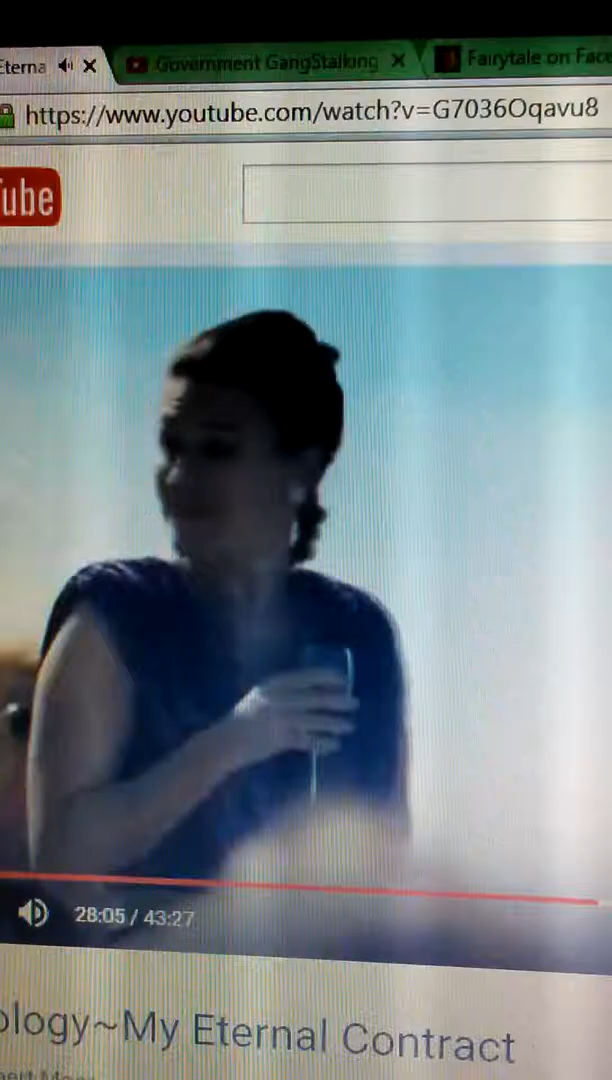 Eterna
Government GangStalking
Fairytale on Face
https://www.youtube.com/watch?v=G7036Oqavu8
Tube
28:05 / 43:27
ology~My Eternal Contract